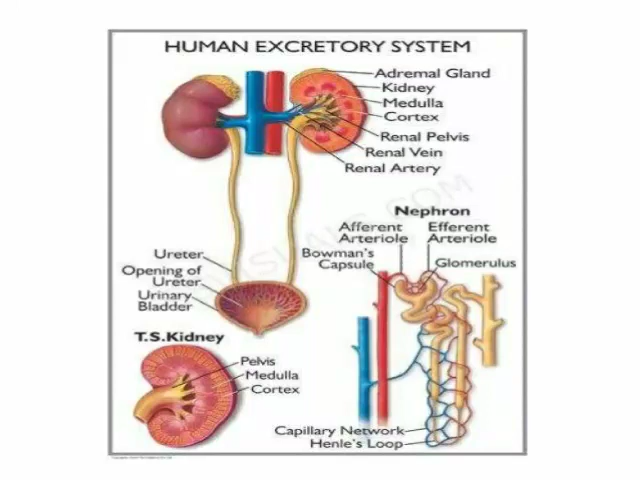 HUMAN EXCRETORY SYSTEM
Adremal Gland
Kidney
Medulla
Cortex
Renal Pelvis
Renal Vein
Renal Artery
Nephron
Afferent
Arteriole
Efferent
Arteriole
Bowman's
Capsule
Glomerulus
Ureter
Opening of
Ureter
Urinary
Bladder
T.S.Kidney
Pelvis
Medulla
Cortex
Capillary Network
Henle's Loop